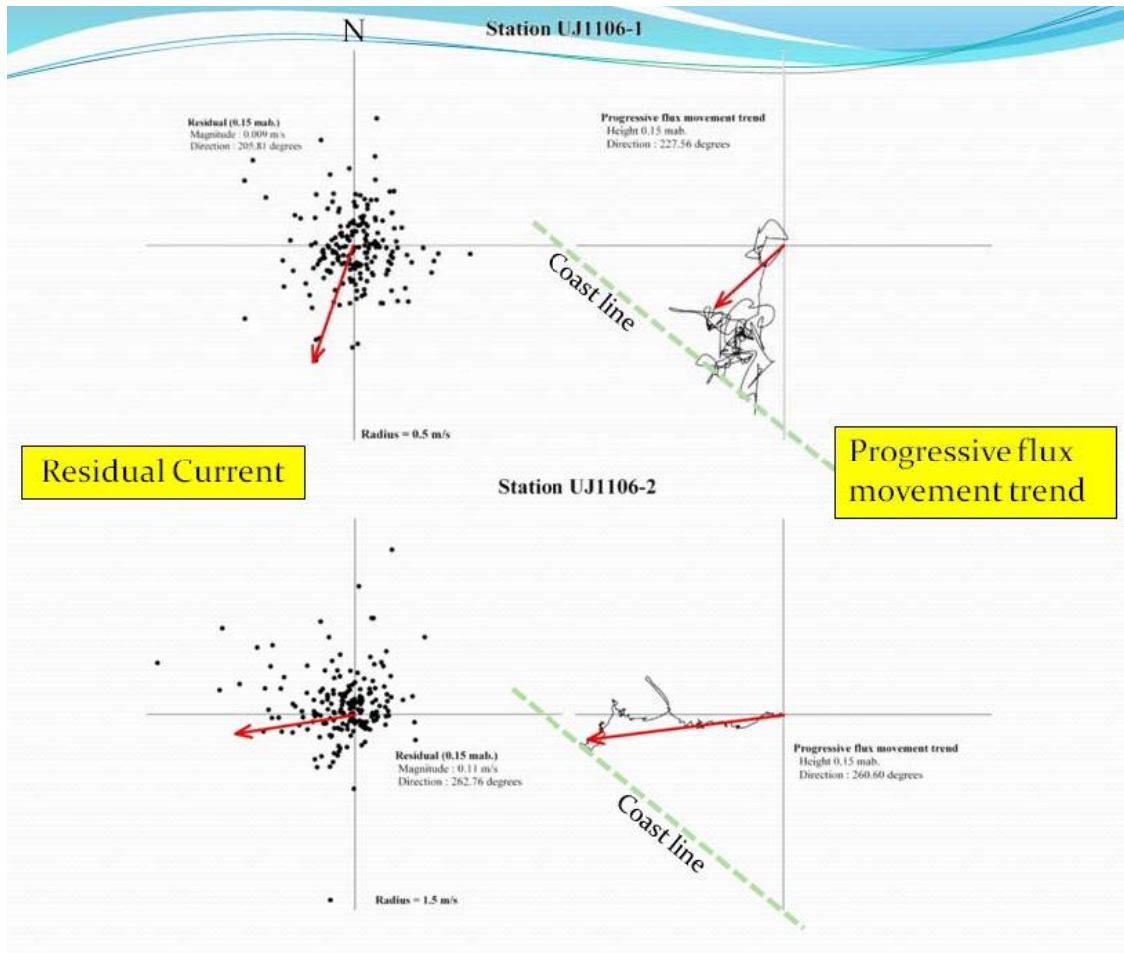 N
Station UJ1106-1
Residual (0.15 mab.)
Magnitude : 0.009 m/s
Direction : 205.81 degrees
Progressive flux movement trend
Height 0.15 mab.
Direction : 227.56 degrees
Coast line
Radius = 0.5 m/s
Residual Current
Progressive flux
movement trend
Station UJ1106-2
Residual (0.15 mab.)
Magnitude : 0.11 m/s
Direction : 262.76 degrees
Progressive flux movement trend
Height 0.15 mab.
Direction : 260.60 degrees
Coast line
Radius = 1.5 m/s